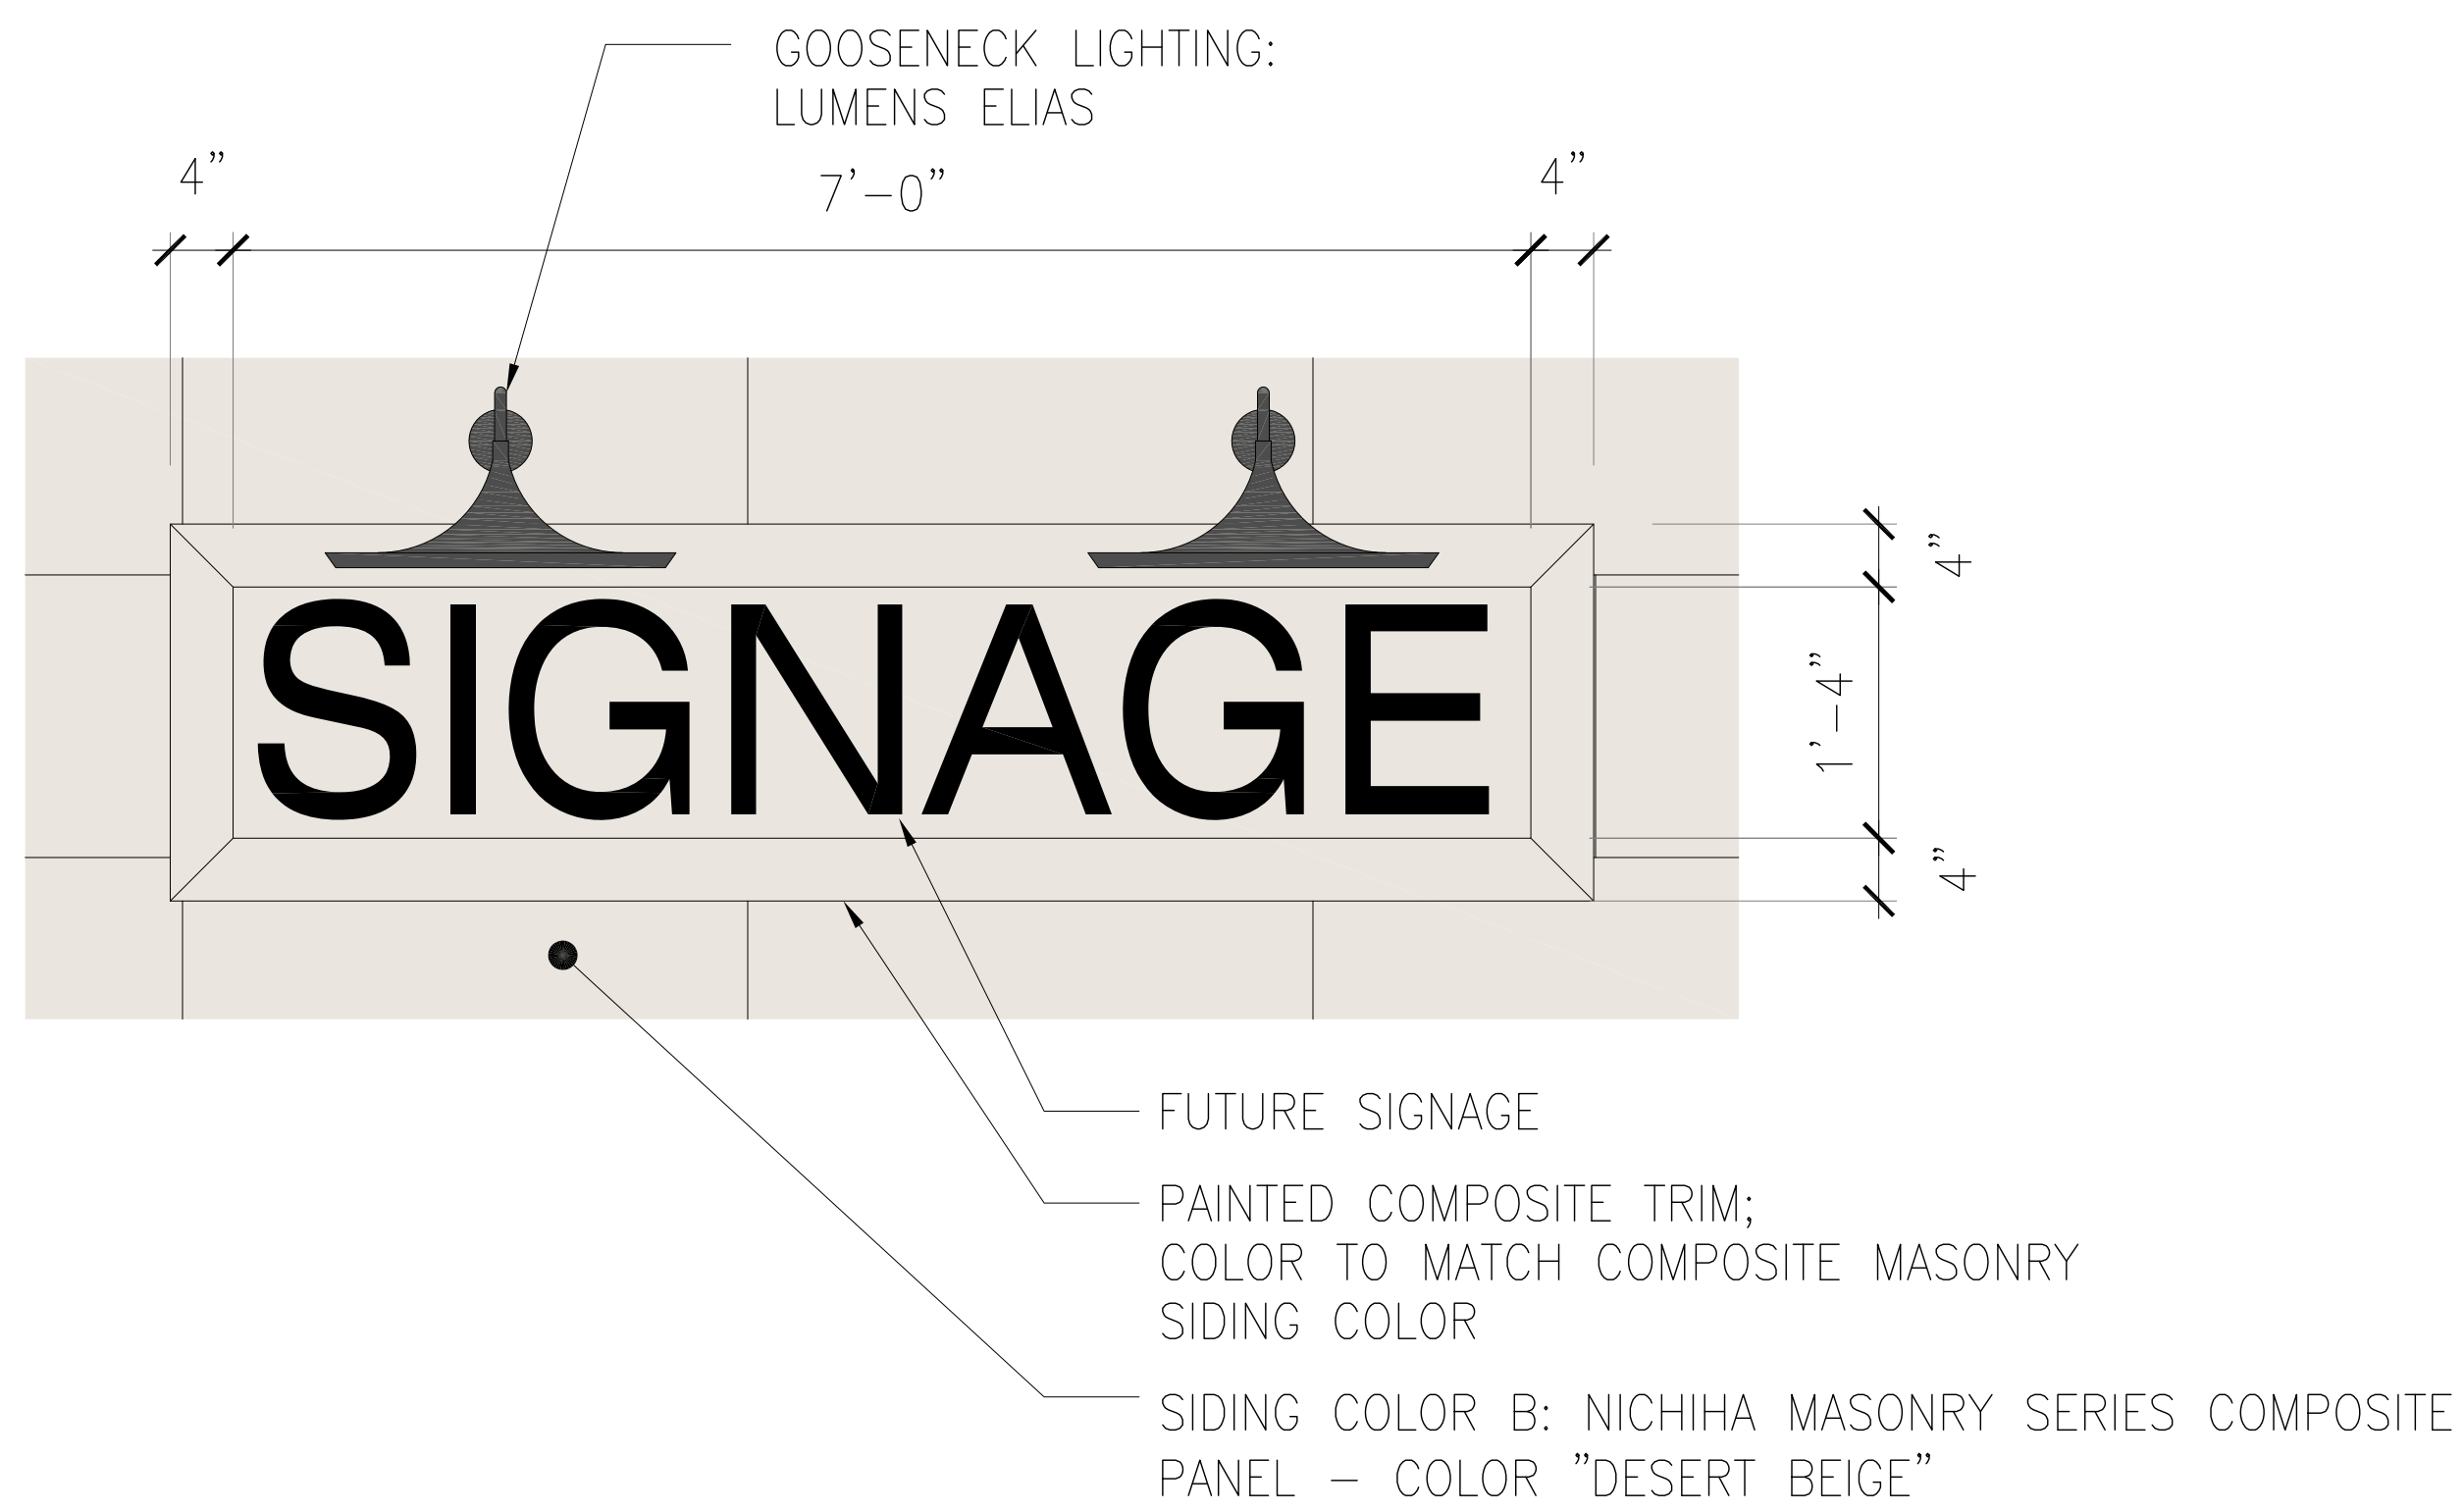 GOOSENECK LIGHTING:
LUMENS ELIAS
4" 7'-0" 4"
4"
SIGNAGE
1'-4"
4"
FUTURE SIGNAGE
PAINTED COMPOSITE TRIM;
COLOR TO MATCH COMPOSITE MASONRY
SIDING COLOR
SIDING COLOR B: NICHIHA MASONRY SERIES COMPOSITE
PANEL - COLOR "DESERT BEIGE"